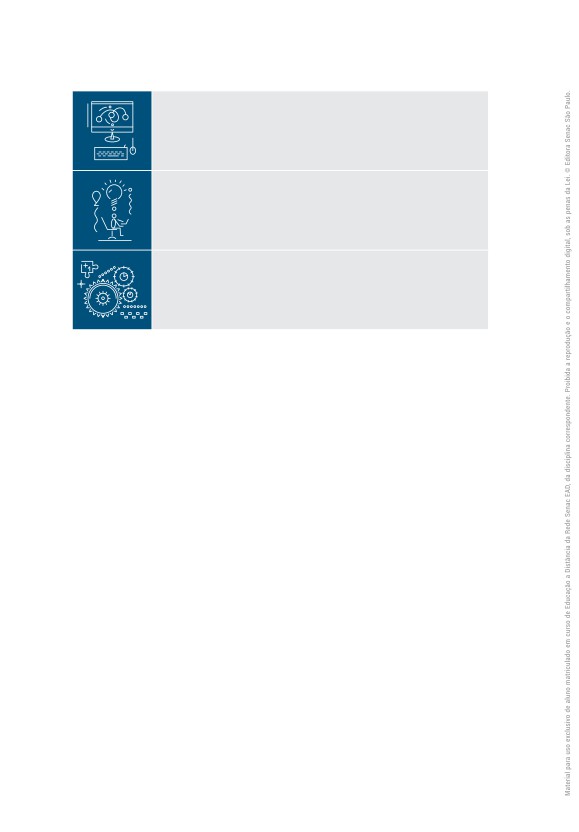 Material para uso exclusivo de aluno matriculado em curso de Educação a Distância da Rede Senac EAD, da disciplina correspondente. Proibida a reprodução e o compartilhamento digital, sob as penas da Lei. © Editora Senac São Paulo.